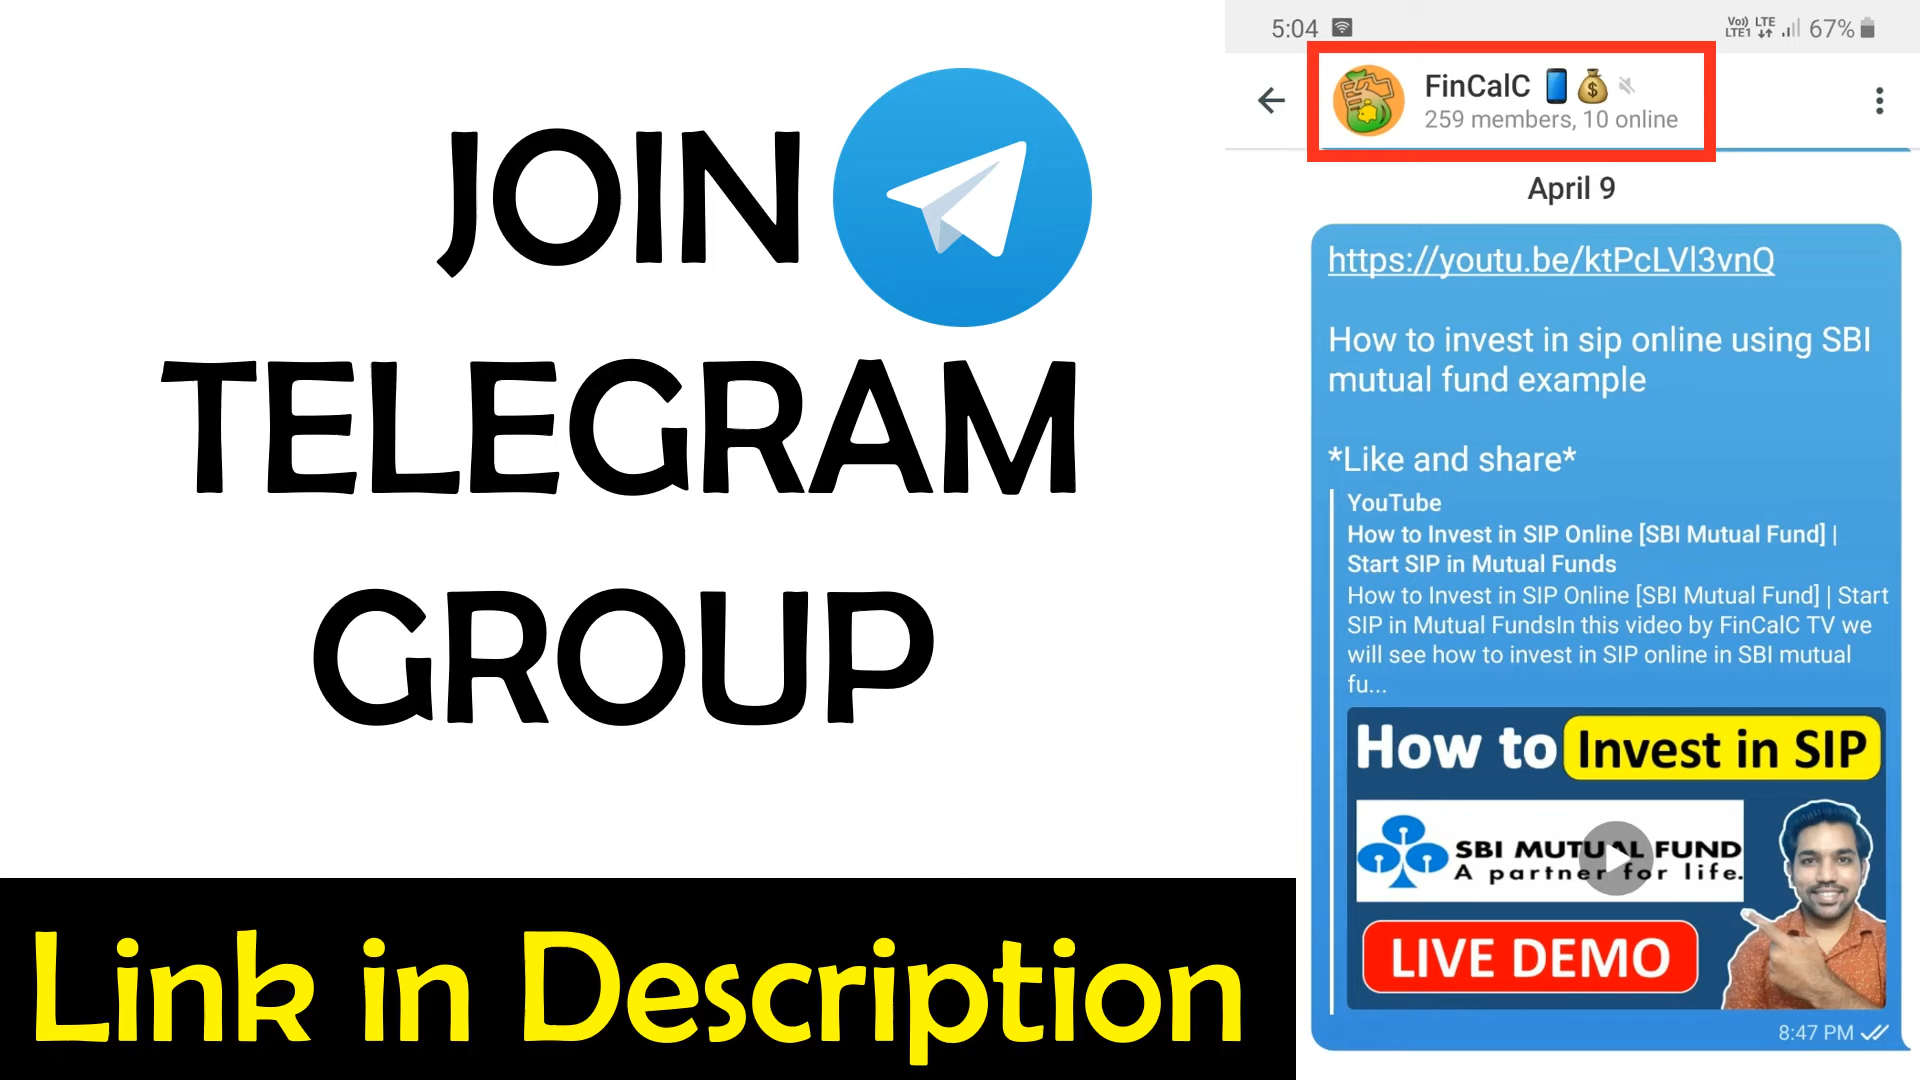 JOIN
TELEGRAM
GROUP
Link in Description
5:04
Vo)) LTE
LTE1
67%
FinCalC
259 members, 10 online
April 9
https://youtu.be/ktPcLVl3vnQ
How to invest in sip online using SBI
mutual fund example
*Like and share*
YouTube
How to Invest in SIP Online [SBI Mutual Fund] |
Start SIP in Mutual Funds
How to Invest in SIP Online [SBI Mutual Fund] | Start
SIP in Mutual FundsIn this video by FinCalC TV we
will see how to invest in SIP online in SBI mutual
fu...
How to Invest in SIP
SBI MUTUAL FUND
A partner for life.
LIVE DEMO
8:47 PM